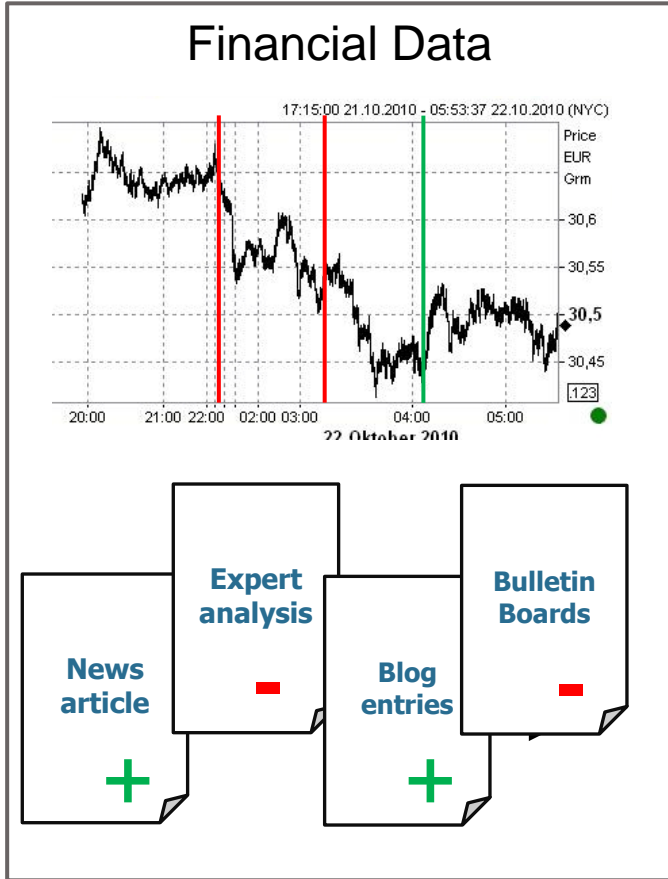 Financial Data
17:15:00 21.10.2010 - 05:53:37 22.10.2010 (NYC)
Price
EUR
Grm
30,6
30,55
30,5
30,45
.123
20:00 21:00 22:00 02:00 03:00 04:00 05:00
22 Oktober 2010
Expert
analysis
-
Bulletin
Boards
-
News
article
+
Blog
entries
+